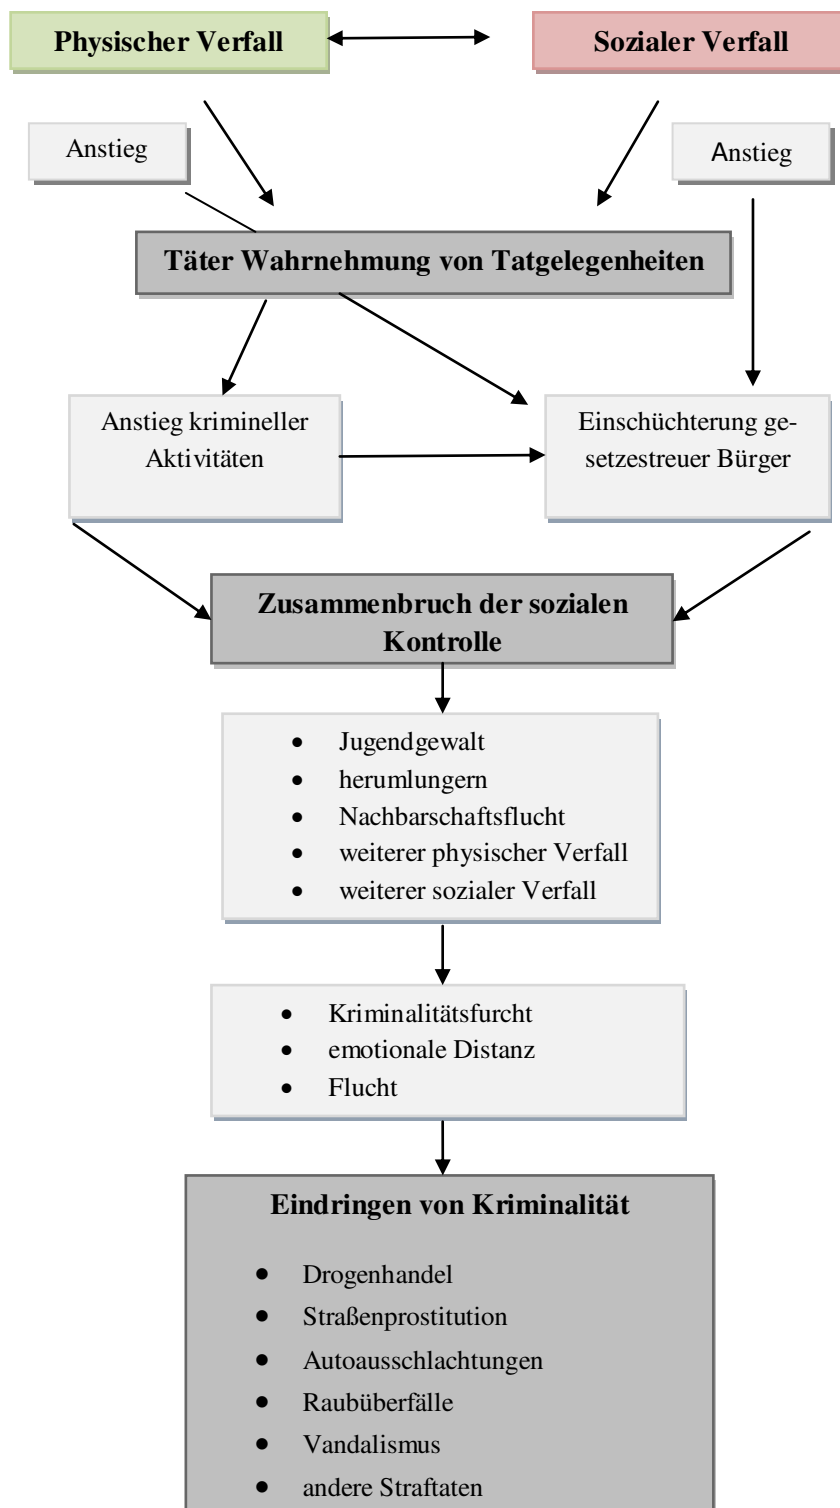 Physischer Verfall
Sozialer Verfall
Anstieg
Anstieg
Täter Wahrnehmung von Tatgelegenheiten
Anstieg krimineller
Aktivitäten
Einschüchterung ge-
setzestreuer Bürger
Zusammenbruch der sozialen
Kontrolle
• Jugendgewalt
• herumlungern
• Nachbarschaftsflucht
• weiterer physischer Verfall
• weiterer sozialer Verfall
• Kriminalitätsfurcht
• emotionale Distanz
• Flucht
Eindringen von Kriminalität
• Drogenhandel
• Straßenprostitution
• Autoausschlachtungen
• Raubüberfälle
• Vandalismus
• andere Straftaten